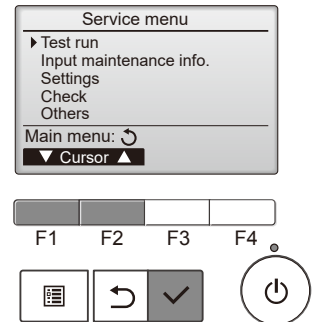 Service menu
Test run
Input maintenance info.
Settings
Check
Others
Main menu:
▼ Cursor ▲
F1 F2 F3 F4